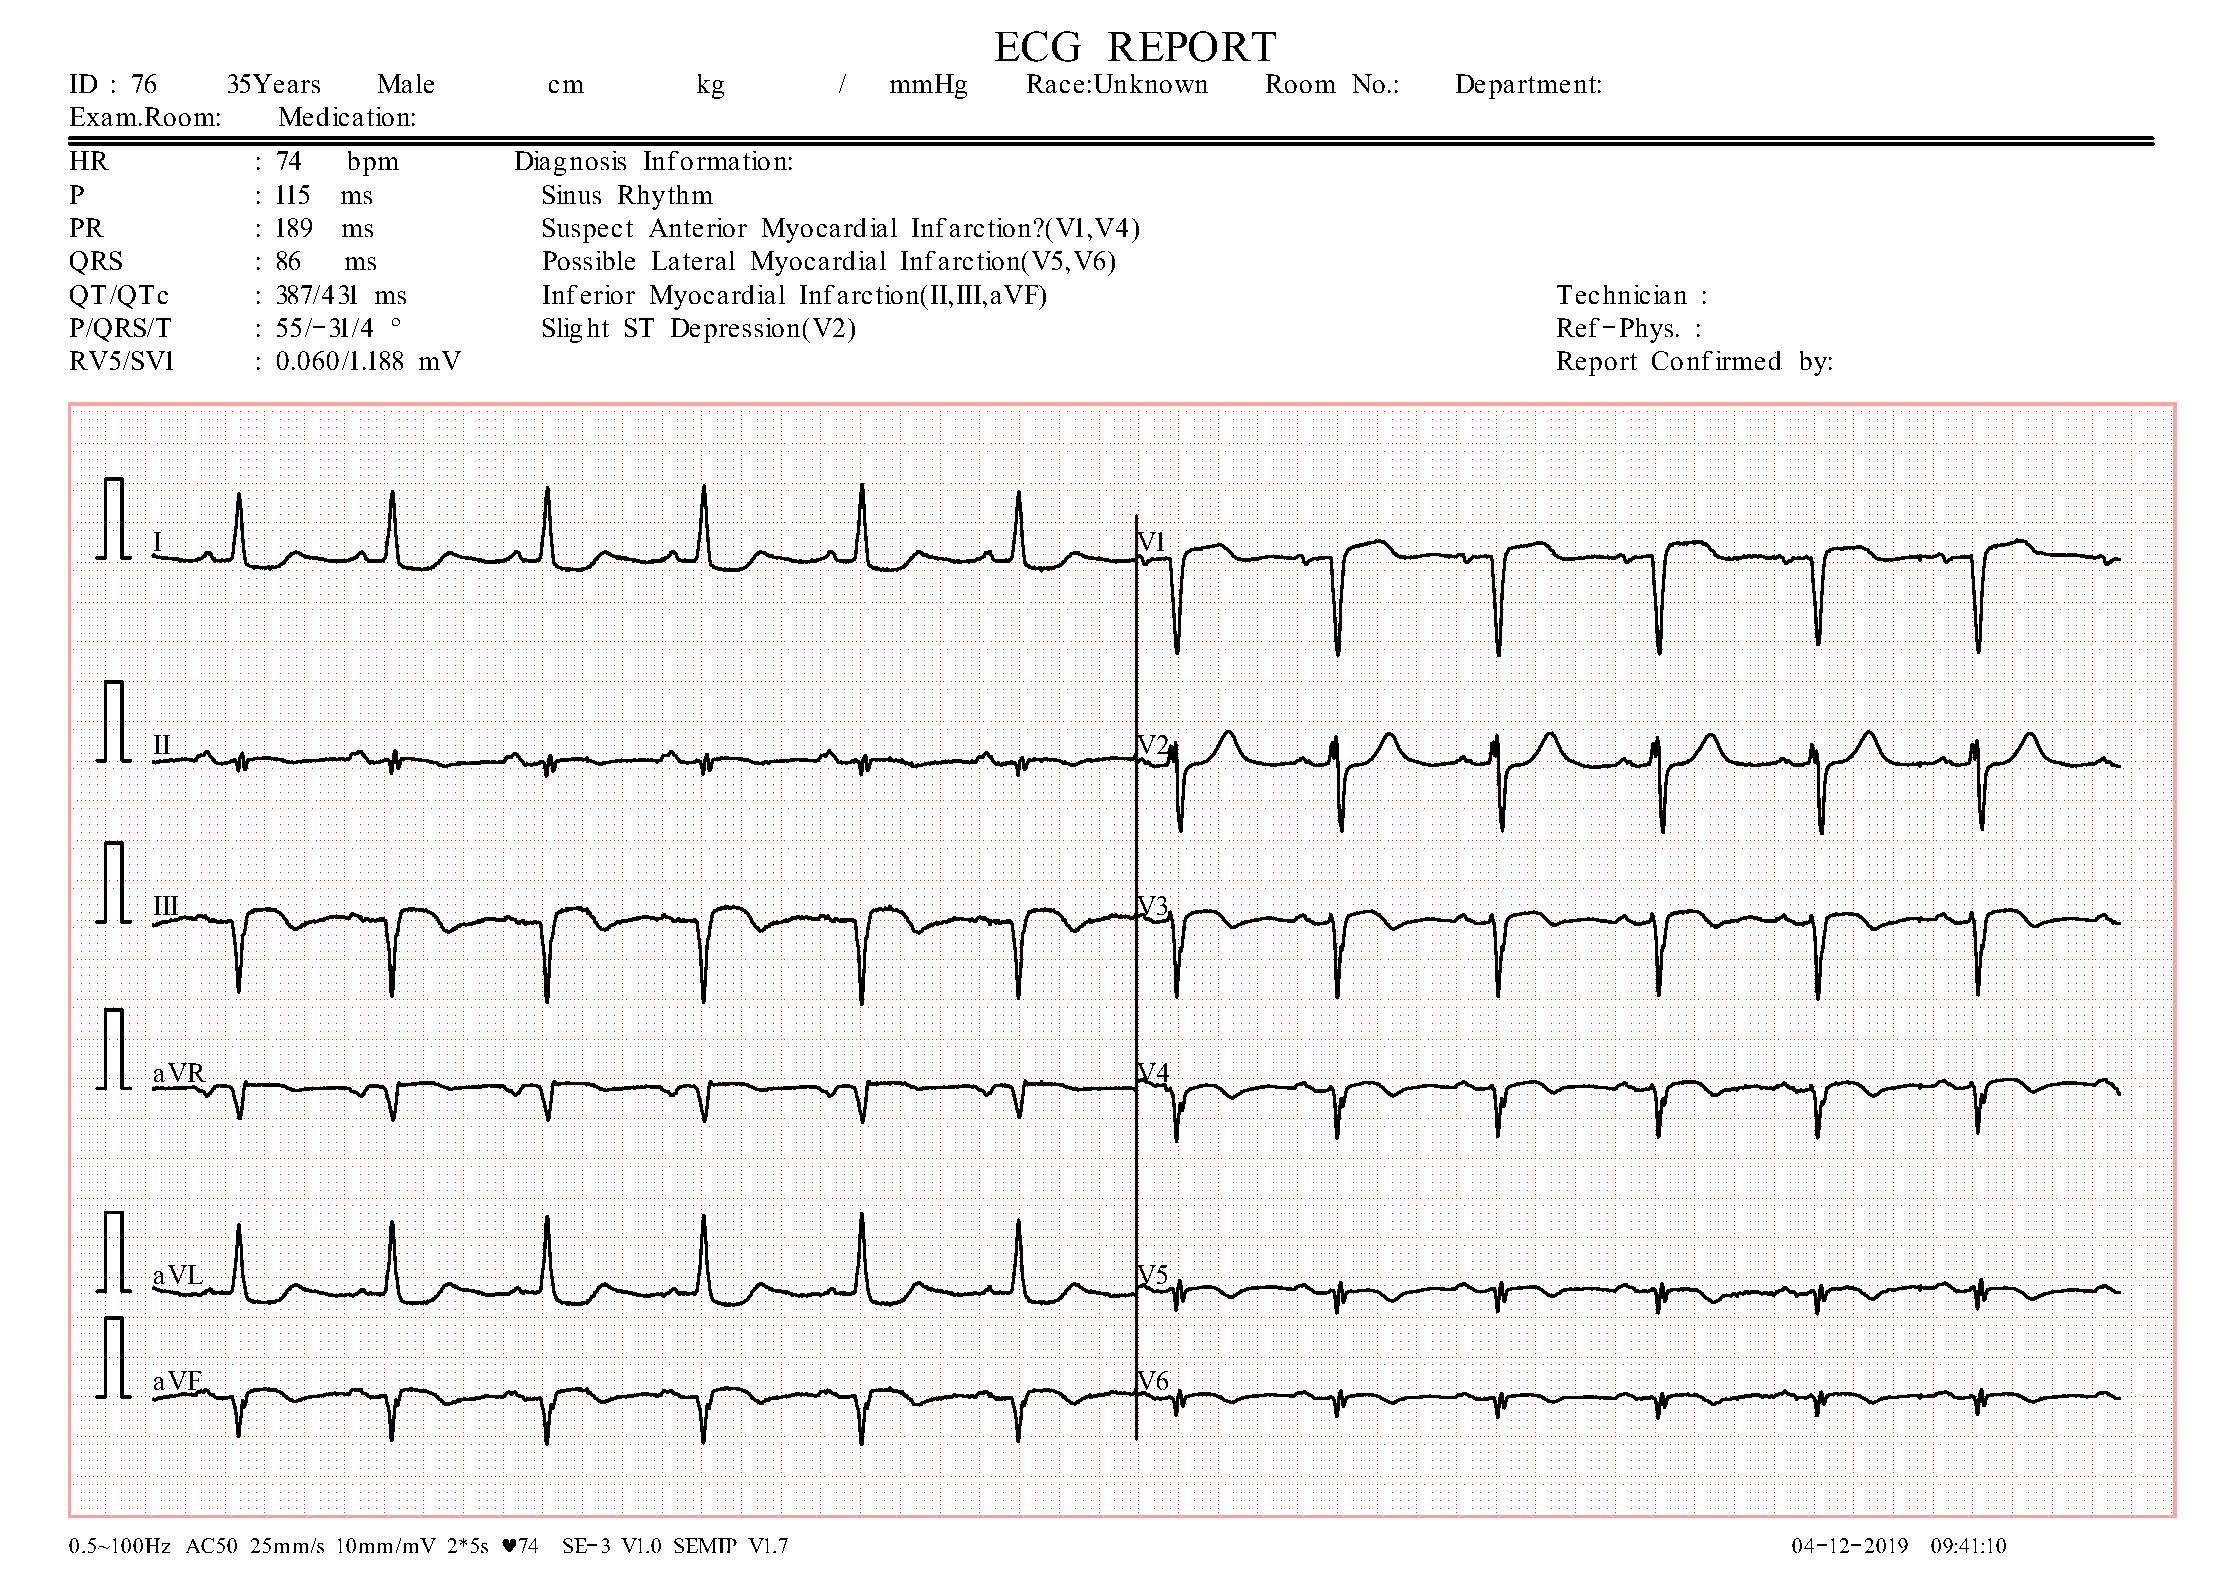 ECG REPORT
ID : 76 35Years Male cm kg / mmHg Race:Unknown Room No.: Department:
Exam.Room: Medication:
HR : 74 bpm Diagnosis Information:
P : 115 ms Sinus Rhythm
PR : 189 ms Suspect Anterior Myocardial Infarction?(V1,V4)
QRS : 86 ms Possible Lateral Myocardial Infarction(V5,V6)
QT/QTc : 387/431 ms Inferior Myocardial Infarction(II,III,aVF) Technician :
P/QRS/T : 55/-31/4 ° Slight ST Depression(V2) Ref-Phys. :
RV5/SV1 : 0.060/1.188 mV Report Confirmed by:
I V1
II V2
III V3
aVR V4
aVL V5
aVF V6
0.5~100Hz AC50 25mm/s 10mm/mV 2*5s ♥74 SE-3 V1.0 SEMIP V1.7 04-12-2019 09:41:10